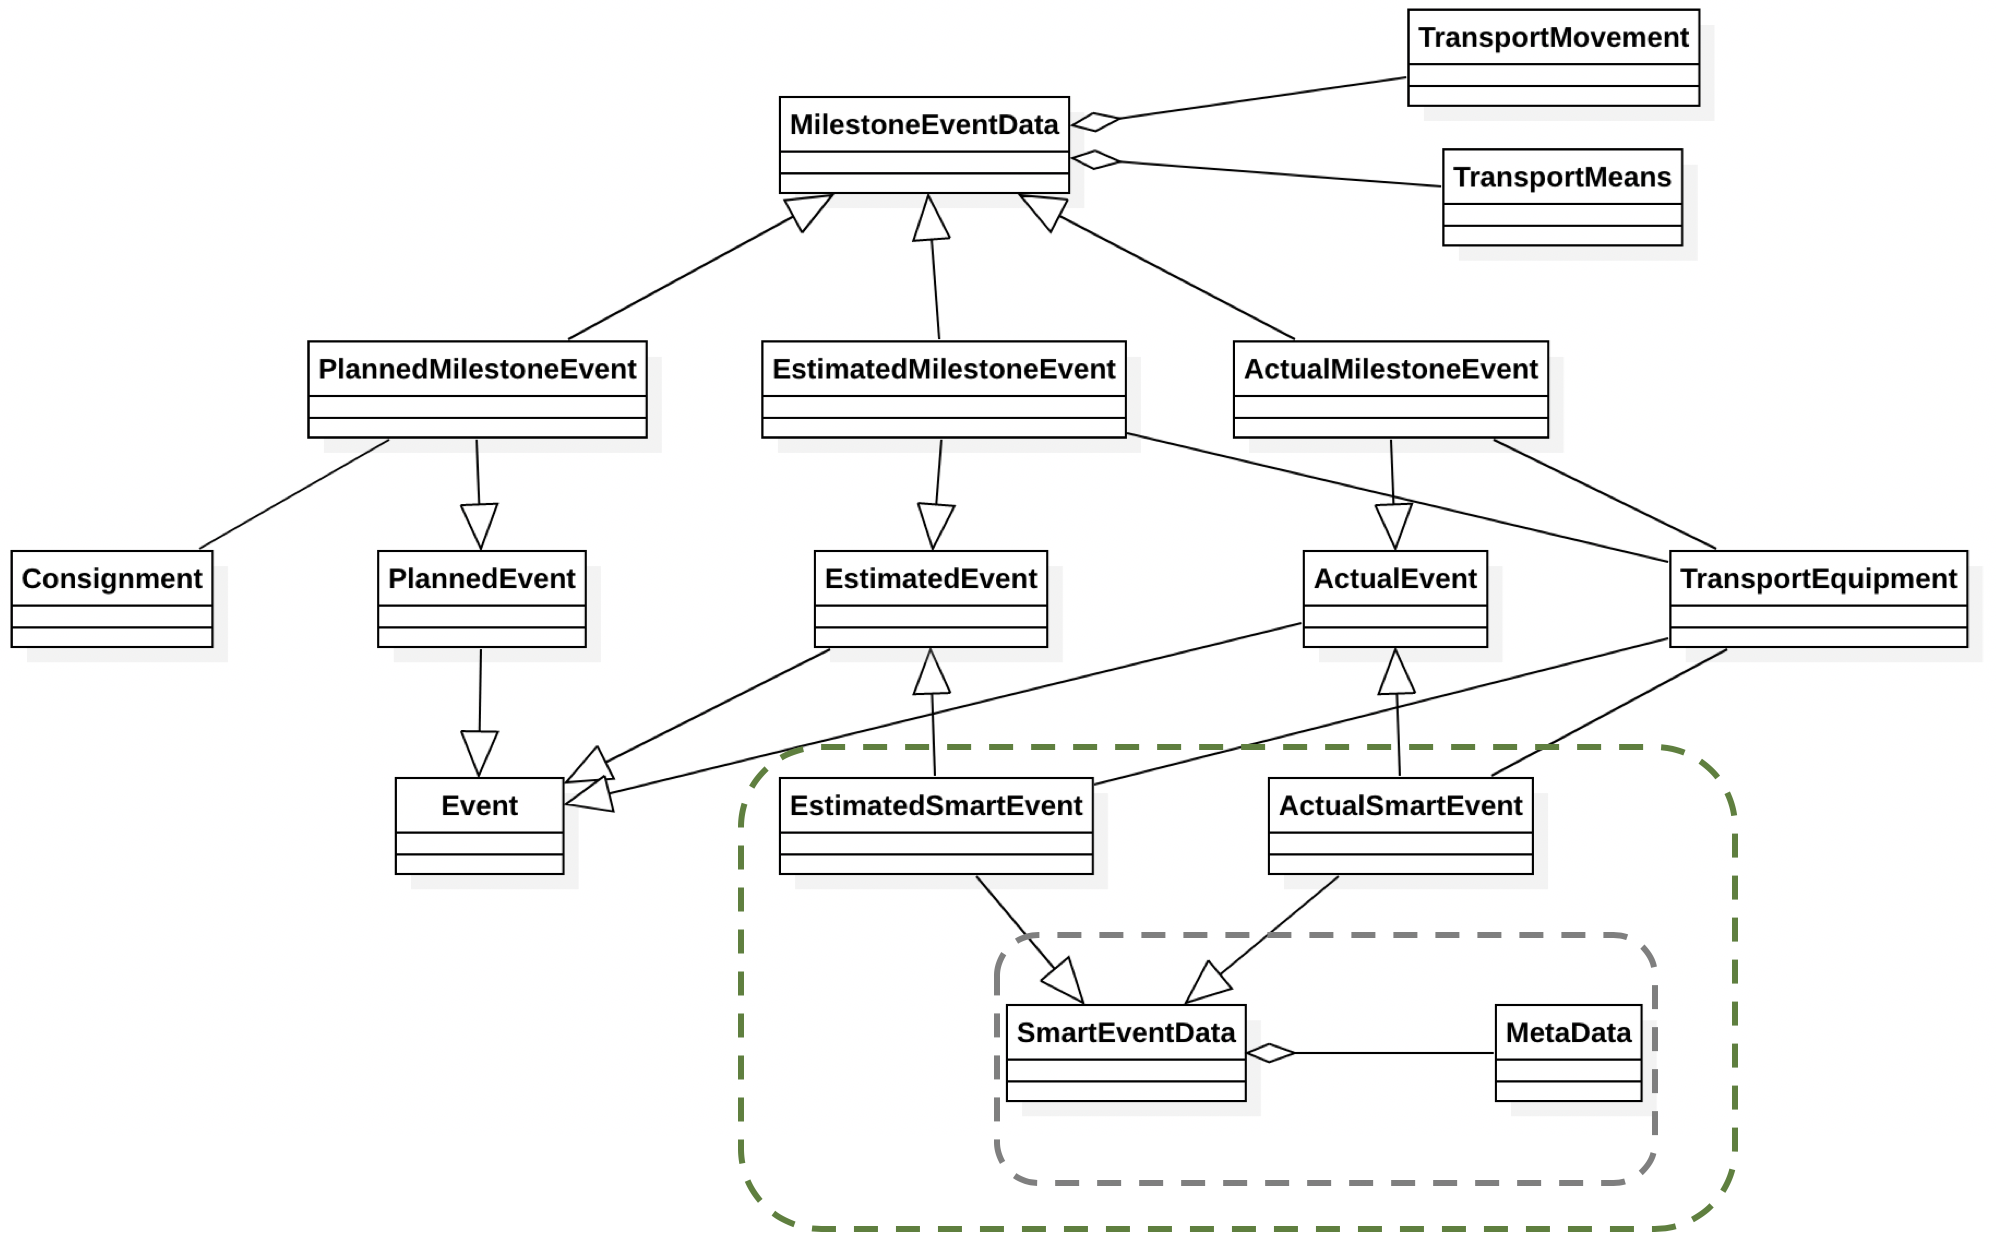 TransportMovement
MilestoneEventData
TransportMeans
PlannedMilestoneEvent
EstimatedMilestoneEvent
ActualMilestoneEvent
Consignment
PlannedEvent
EstimatedEvent
ActualEvent
TransportEquipment
Event
EstimatedSmartEvent
ActualSmartEvent
SmartEventData
MetaData